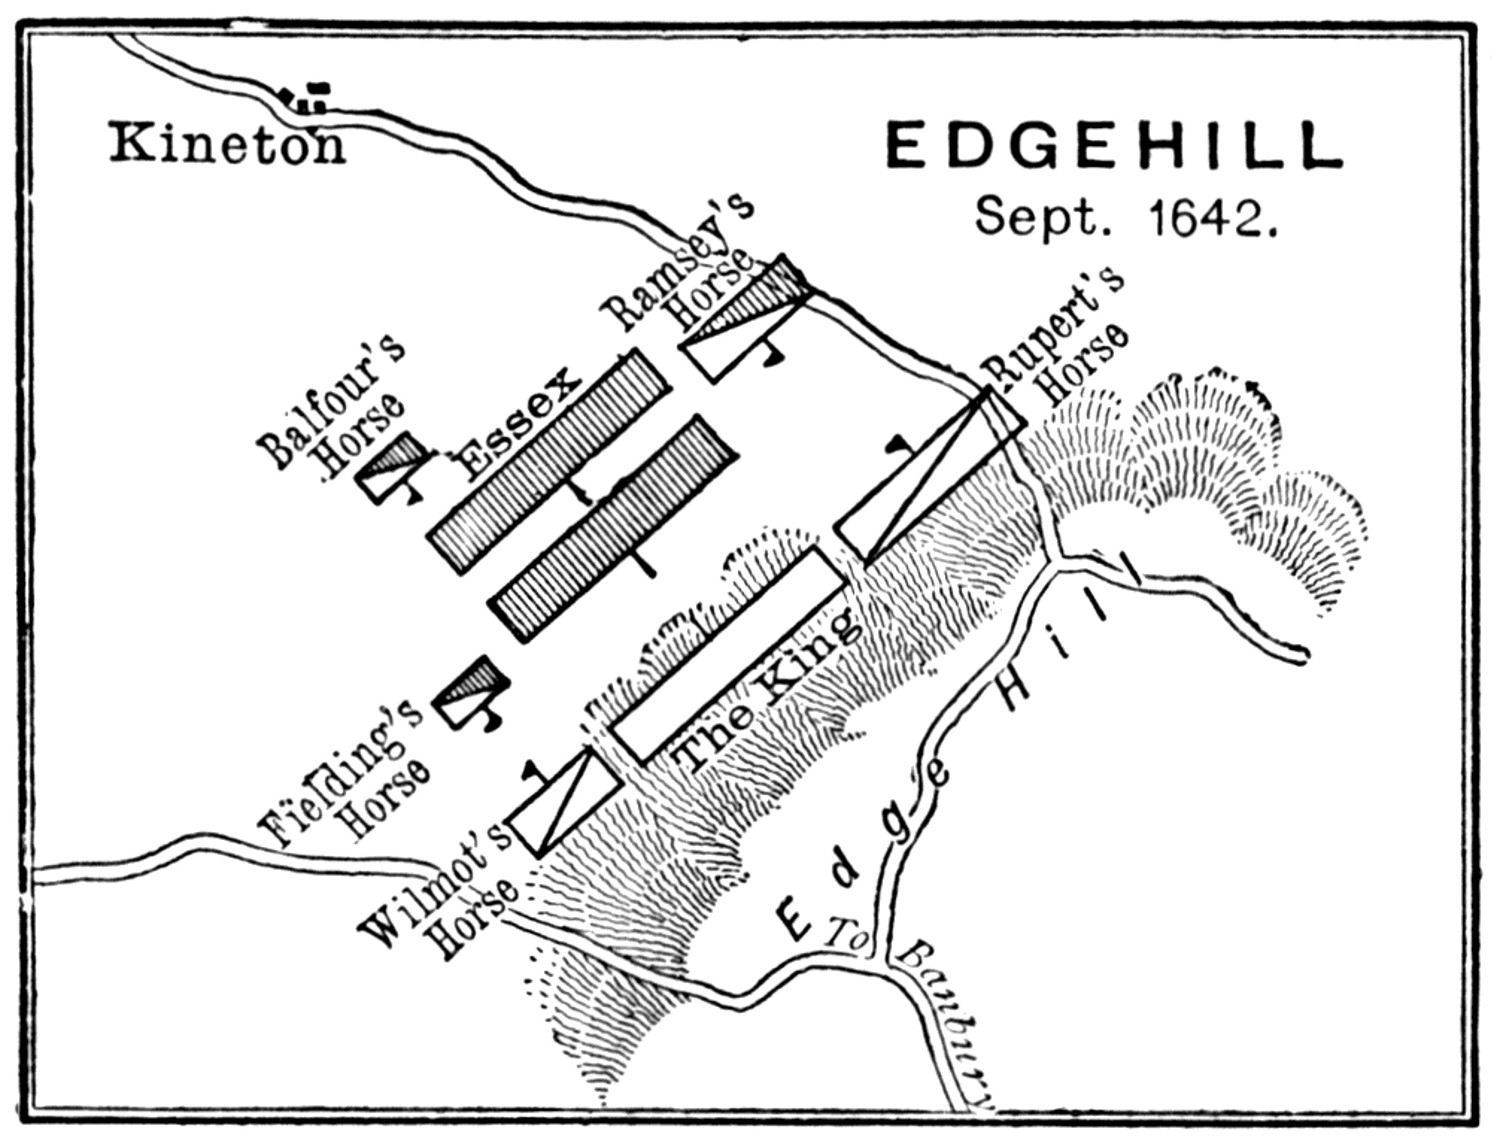 EDGEHILL
Sept. 1642.
Kineton
Ramsey's
Horse
Rupert's
Horse
Balfour's
Horse
Essex
The King
Fielding's
Horse
Wilmot's
Horse
Edge Hill
To Banbury